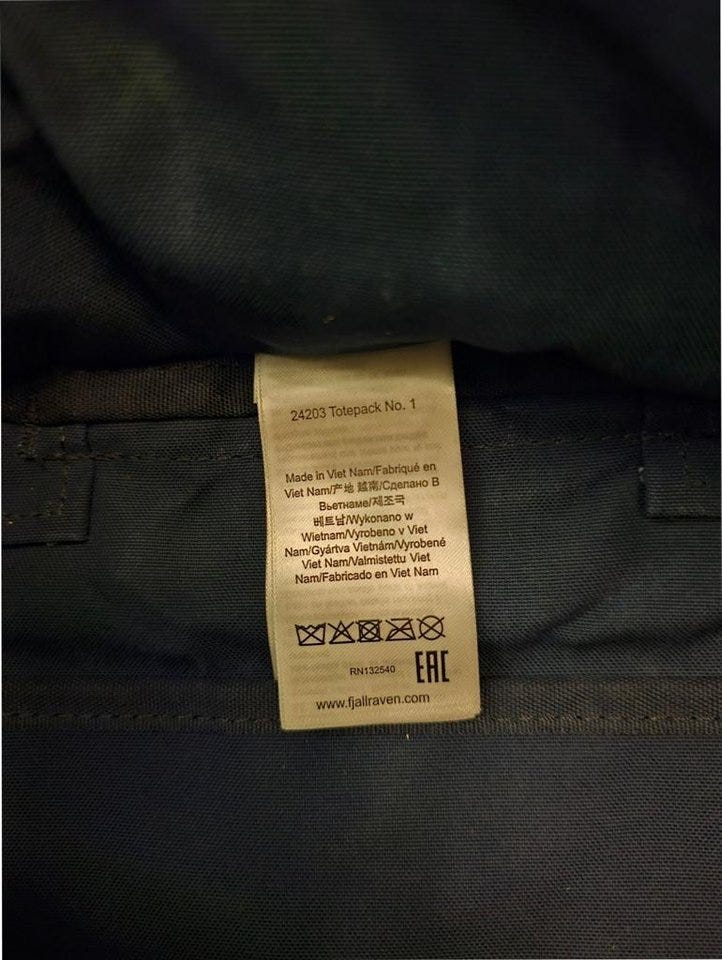 24203 Totepack No. 1
Made in Viet Nam/Fabriqué en
Viet Nam/产地 越南/Сделано В
Вьетнаме/제조국
베트남/Wykonano w
Wietnam/Vyrobeno v Viet
Nam/Gyártva Vietnám/Vyrobené
Viet Nam/Valmistettu Viet
Nam/Fabricado en Viet Nam
RN132540 EAC
www.fjallraven.com